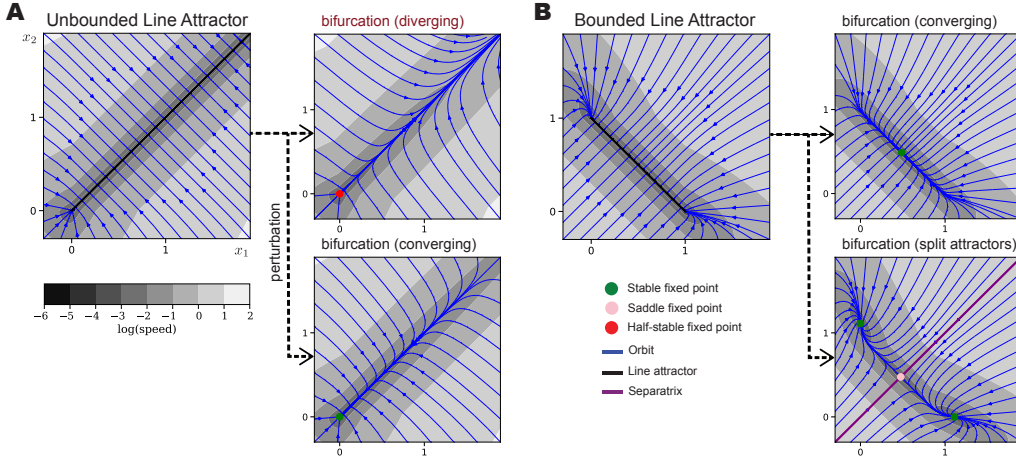 A
Unbounded Line Attractor
x2
1
0
0
1
x1
−6 −5 −4 −3 −2 −1 0 1 2
log(speed)
perturbation
bifurcation (diverging)
1
0
0
1
bifurcation (converging)
1
0
0
1
B
Bounded Line Attractor
1
0
0
1
Stable fixed point
Saddle fixed point
Half-stable fixed point
Orbit
Line attractor
Separatrix
bifurcation (converging)
1
0
0
1
bifurcation (split attractors)
1
0
0
1